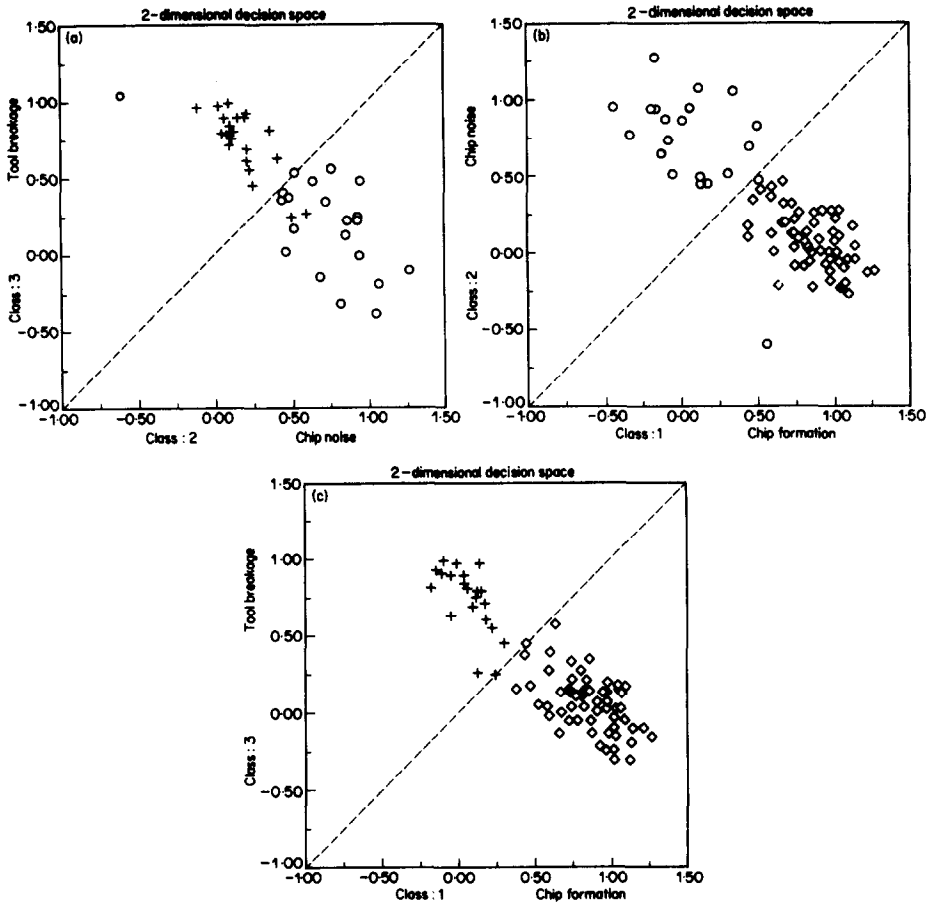 2-dimensional decision space
(a)
1·50
1·00
0·50
0·00
-0·50
-1·00
Tool breakage
Class : 3
-1·00
-0·50
0·00
0·50
1·00
1·50
Class : 2
Chip noise
2-dimensional decision space
(b)
1·50
1·00
0·50
0·00
-0·50
-1·00
Chip noise
Class : 2
-1·00
-0·50
0·00
0·50
1·00
1·50
Class : 1
Chip formation
2-dimensional decision space
(c)
1·50
1·00
0·50
0·00
-0·50
-1·00
Tool breakage
Class : 3
-1·00
-0·50
0·00
0·50
1·00
1·50
Class : 1
Chip formation